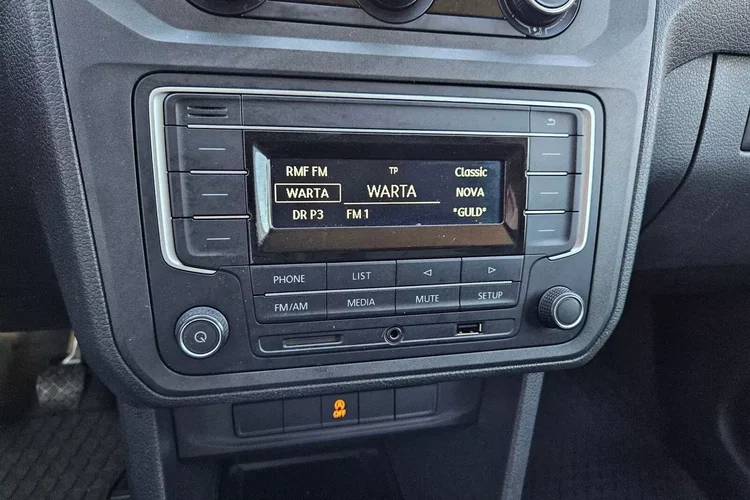 RMF FM TP Classic
WARTA WARTA NOVA
DR P3 FM 1 *GULD*
PHONE LIST
FM/AM MEDIA MUTE SETUP
A
OFF